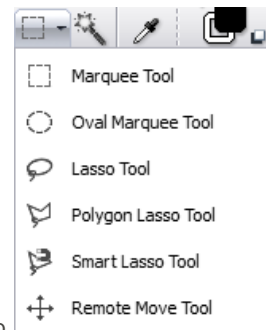 Marquee Tool
Oval Marquee Tool
Lasso Tool
Polygon Lasso Tool
Smart Lasso Tool
Remote Move Tool